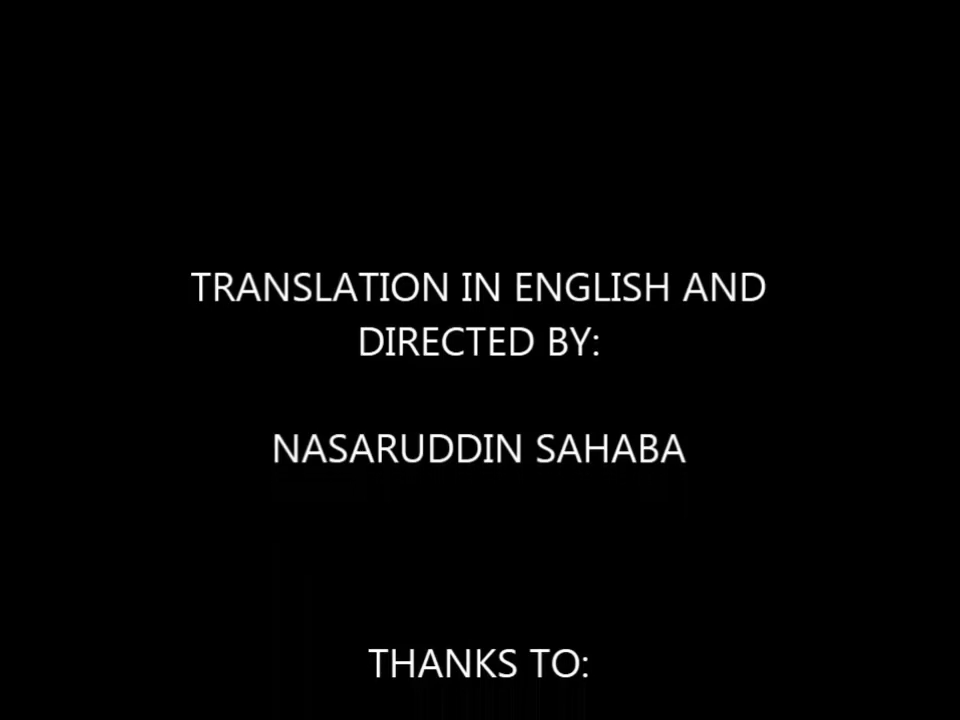 TRANSLATION IN ENGLISH AND
DIRECTED BY:
NASARUDDIN SAHABA
THANKS TO: